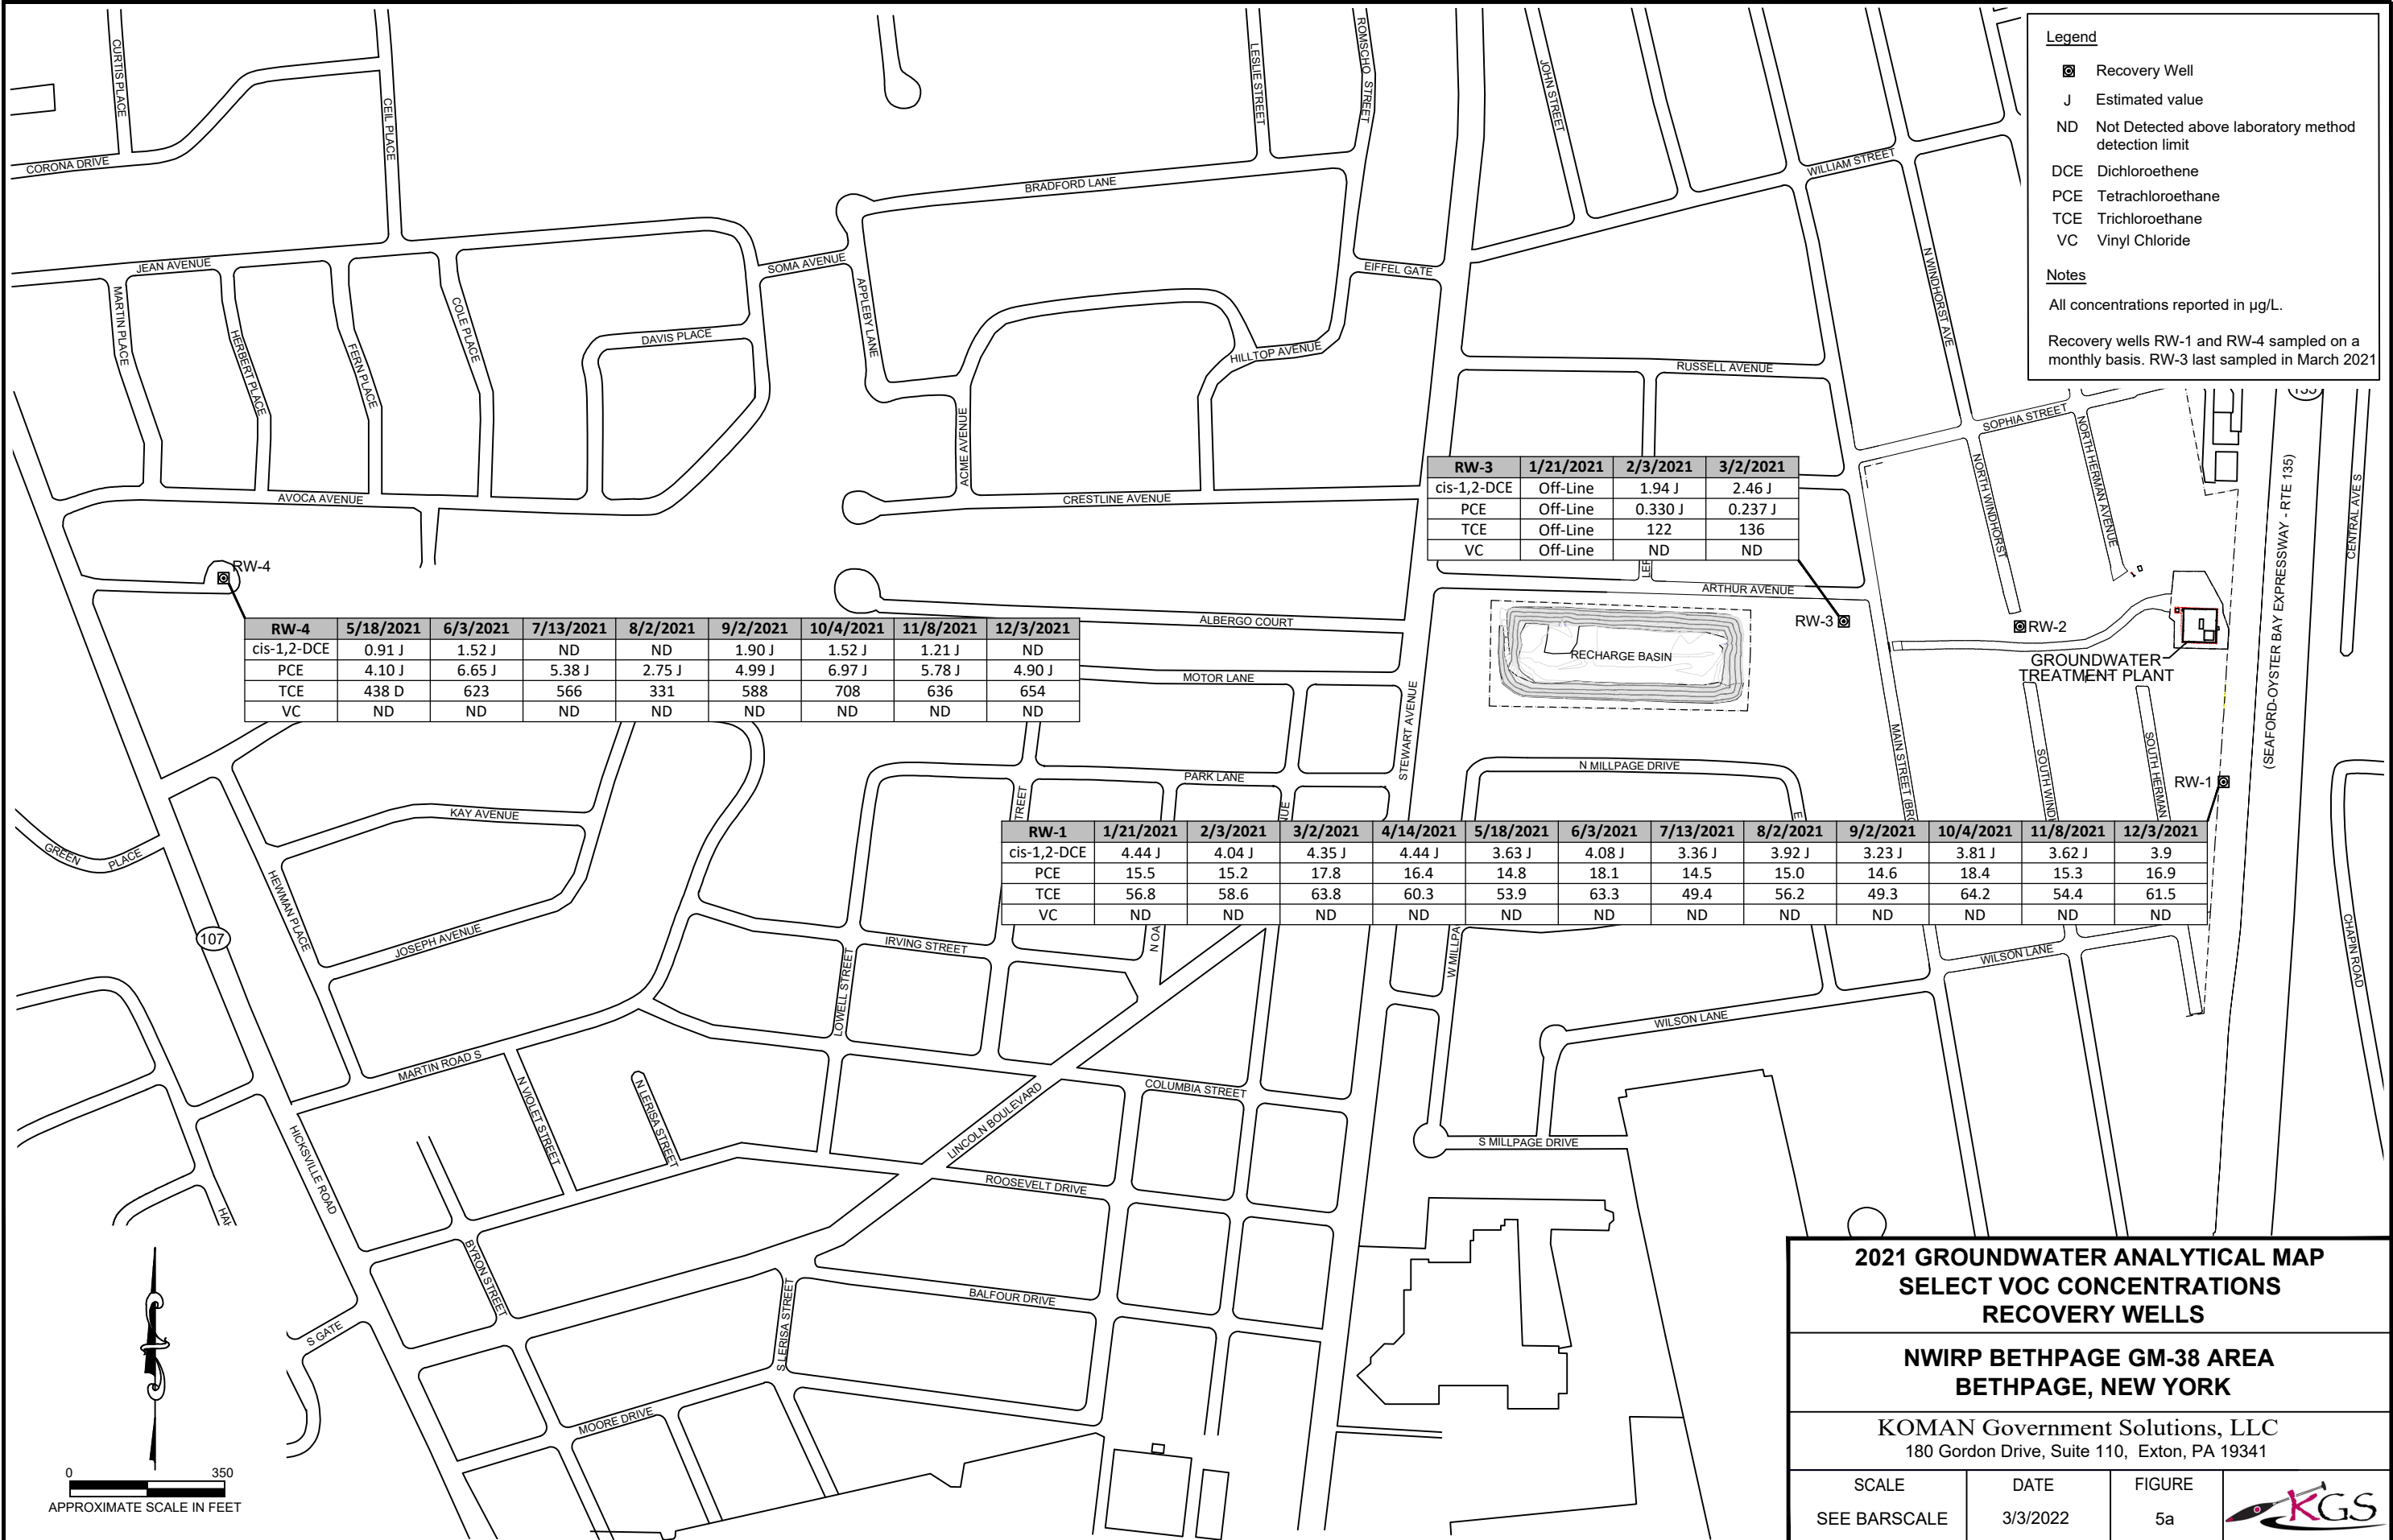 Legend
Recovery Well
J Estimated value
ND Not Detected above laboratory method
detection limit
DCE Dichloroethene
PCE Tetrachloroethane
TCE Trichloroethane
VC Vinyl Chloride
Notes
All concentrations reported in µg/L.
Recovery wells RW-1 and RW-4 sampled on a
monthly basis. RW-3 last sampled in March 2021
CURTIS PLACE
CORONA DRIVE
CEIL PLACE
LESLIE STREET
ROMSCHO STREET
JOHN STREET
WILLIAM STREET
BRADFORD LANE
JEAN AVENUE
SOMA AVENUE
EIFFEL GATE
N WINDHORST AVE
MARTIN PLACE
HERBERT PLACE
FERN PLACE
COLE PLACE
DAVIS PLACE
APPLEBY LANE
HILLTOP AVENUE
RUSSELL AVENUE
ACME AVENUE
SOPHIA STREET
NORTH HERMAN AVENUE
NORTH WINDHORST
AVOCA AVENUE
CRESTLINE AVENUE
(SEAFORD-OYSTER BAY EXPRESSWAY - RTE 135)
CENTRAL AVE S
RW-3 1/21/2021 2/3/2021 3/2/2021
cis-1,2-DCE Off-Line 1.94 J 2.46 J
PCE Off-Line 0.330 J 0.237 J
TCE Off-Line 122 136
VC Off-Line ND ND
RW-4
ARTHUR AVENUE
RW-3
RW-2
ALBERGO COURT
RECHARGE BASIN
GROUNDWATER
TREATMENT PLANT
RW-4 5/18/2021 6/3/2021 7/13/2021 8/2/2021 9/2/2021 10/4/2021 11/8/2021 12/3/2021
cis-1,2-DCE 0.91 J 1.52 J ND ND 1.90 J 1.52 J 1.21 J ND
PCE 4.10 J 6.65 J 5.38 J 2.75 J 4.99 J 6.97 J 5.78 J 4.90 J
TCE 438 D 623 566 331 588 708 636 654
VC ND ND ND ND ND ND ND ND
MOTOR LANE
STEWART AVENUE
PARK LANE
N MILLPAGE DRIVE
MAIN STREET (BRO
SOUTH WINDH
SOUTH HERMAN
RW-1
TREET
RW-1 1/21/2021 2/3/2021 3/2/2021 4/14/2021 5/18/2021 6/3/2021 7/13/2021 8/2/2021 9/2/2021 10/4/2021 11/8/2021 12/3/2021
cis-1,2-DCE 4.44 J 4.04 J 4.35 J 4.44 J 3.63 J 4.08 J 3.36 J 3.92 J 3.23 J 3.81 J 3.62 J 3.9
PCE 15.5 15.2 17.8 16.4 14.8 18.1 14.5 15.0 14.6 18.4 15.3 16.9
TCE 56.8 58.6 63.8 60.3 53.9 63.3 49.4 56.2 49.3 64.2 54.4 61.5
VC ND ND ND ND ND ND ND ND ND ND ND ND
KAY AVENUE
GREEN PLACE
HEWMAN PLACE
107
JOSEPH AVENUE
LOWELL STREET
IRVING STREET
N OA
W MILLPA
WILSON LANE
CHAPIN ROAD
WILSON LANE
MARTIN ROAD S
N VIOLET STREET
N LERISA STREET
LINCOLN BOULEVARD
COLUMBIA STREET
S MILLPAGE DRIVE
HICKSVILLE ROAD
ROOSEVELT DRIVE
BYRON STREET
S LERISA STREET
BALFOUR DRIVE
S GATE
MOORE DRIVE
0 350
APPROXIMATE SCALE IN FEET
2021 GROUNDWATER ANALYTICAL MAP
SELECT VOC CONCENTRATIONS
RECOVERY WELLS
NWIRP BETHPAGE GM-38 AREA
BETHPAGE, NEW YORK
KOMAN Government Solutions, LLC
180 Gordon Drive, Suite 110, Exton, PA 19341
SCALE DATE FIGURE
SEE BARSCALE 3/3/2022 5a
KGS